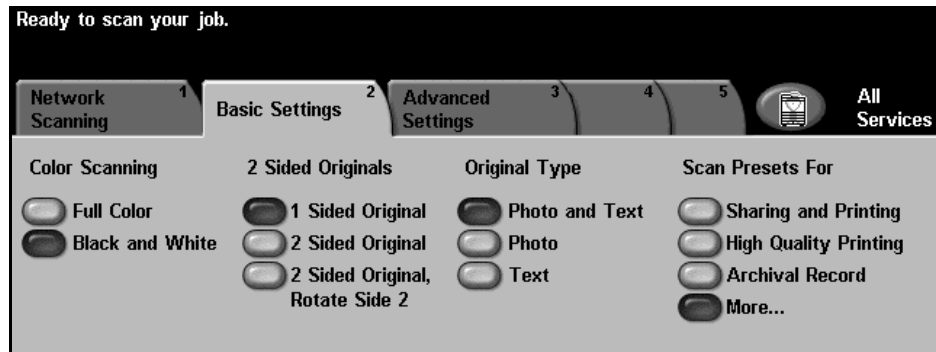 Ready to scan your job.
Network Scanning 1
Basic Settings 2
Advanced Settings 3
4
5
All Services
Color Scanning
Full Color
Black and White
2 Sided Originals
1 Sided Original
2 Sided Original
2 Sided Original,
Rotate Side 2
Original Type
Photo and Text
Photo
Text
Scan Presets For
Sharing and Printing
High Quality Printing
Archival Record
More...